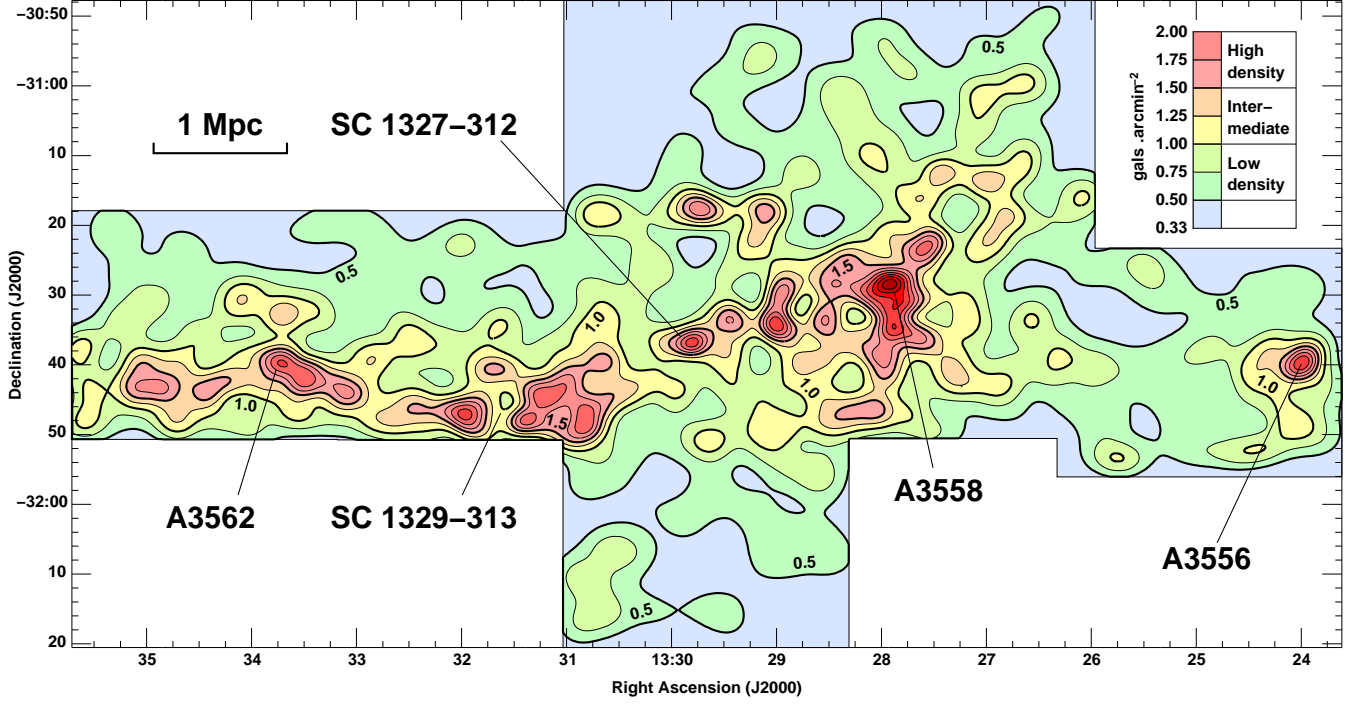 −30:50
−31:00
10
20
30
40
50
−32:00
10
20
Declination (J2000)
35
34
33
32
31
13:30
29
28
27
26
25
24
Right Ascension (J2000)
1 Mpc
SC 1327−312
A3562
SC 1329−313
A3558
A3556
0.5
0.5
0.5
0.5
0.5
1.0
1.0
1.0
1.0
1.5
1.5
gals .arcmin−2
2.00
1.75
1.50
1.25
1.00
0.75
0.50
0.33
High
density
Inter−
mediate
Low
density